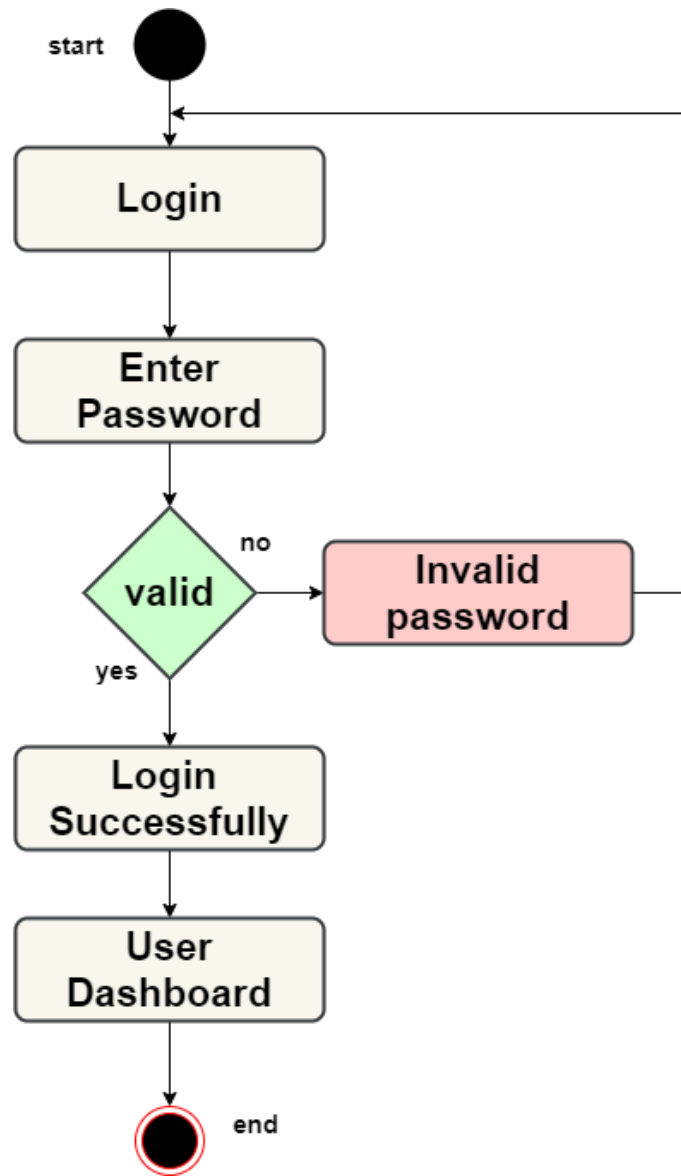 start
Login
Enter
Password
valid
no
Invalid
password
yes
Login
Successfully
User
Dashboard
end